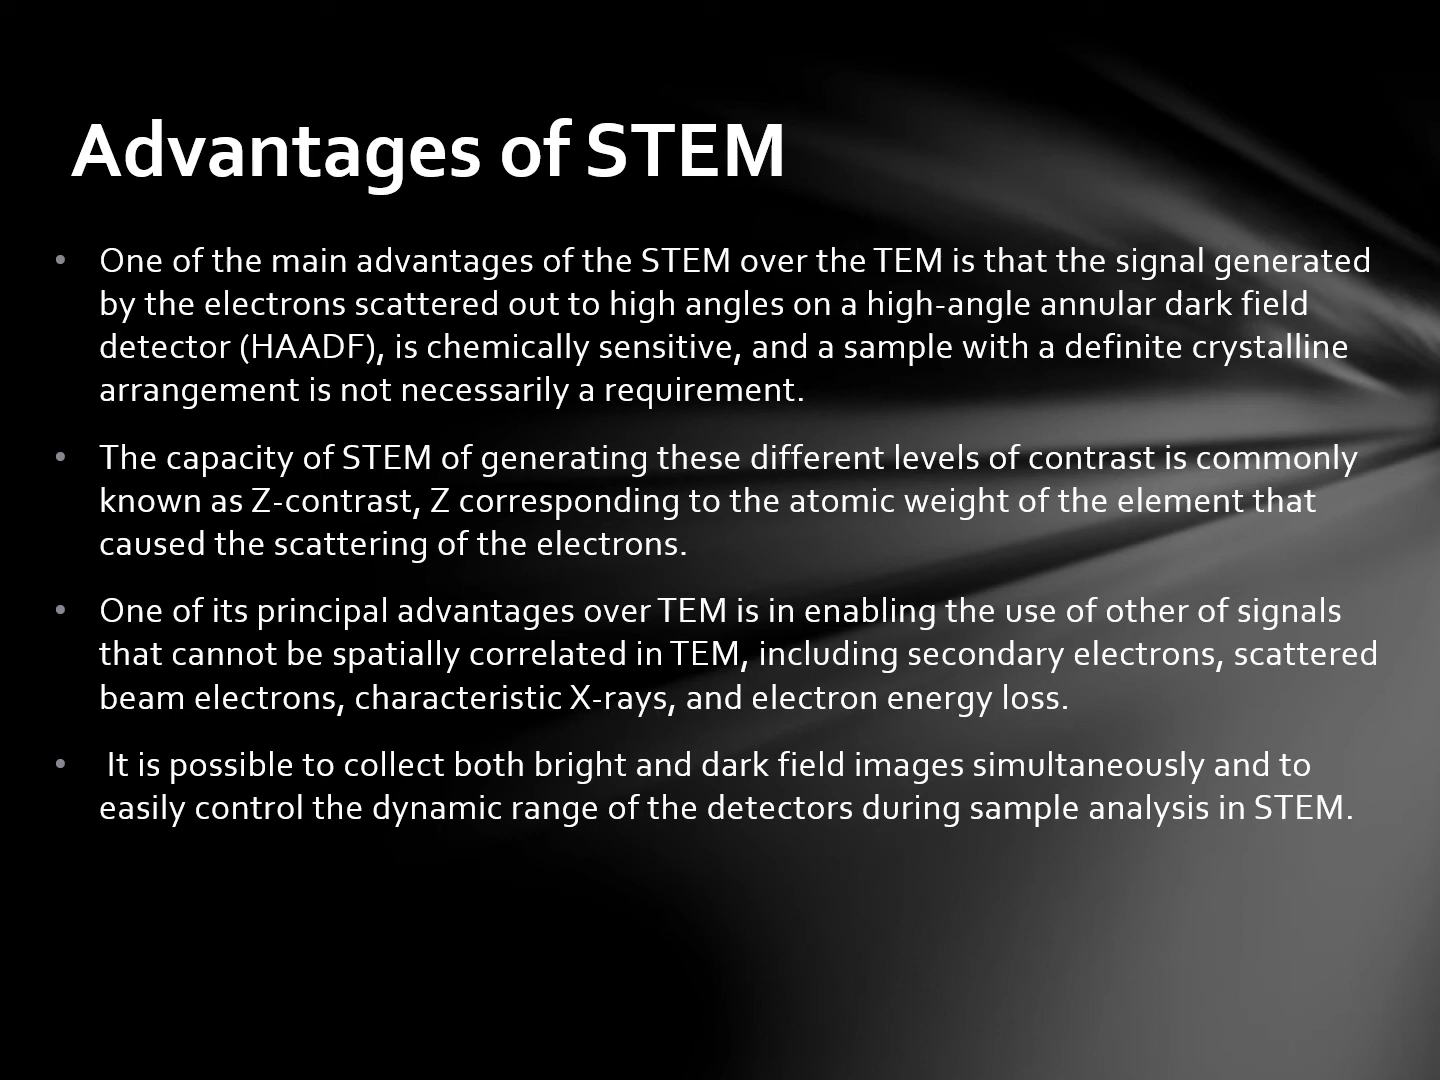 Advantages of STEM
• One of the main advantages of the STEM over the TEM is that the signal generated
by the electrons scattered out to high angles on a high-angle annular dark field
detector (HAADF), is chemically sensitive, and a sample with a definite crystalline
arrangement is not necessarily a requirement.
• The capacity of STEM of generating these different levels of contrast is commonly
known as Z-contrast, Z corresponding to the atomic weight of the element that
caused the scattering of the electrons.
• One of its principal advantages over TEM is in enabling the use of other of signals
that cannot be spatially correlated in TEM, including secondary electrons, scattered
beam electrons, characteristic X-rays, and electron energy loss.
• It is possible to collect both bright and dark field images simultaneously and to
easily control the dynamic range of the detectors during sample analysis in STEM.